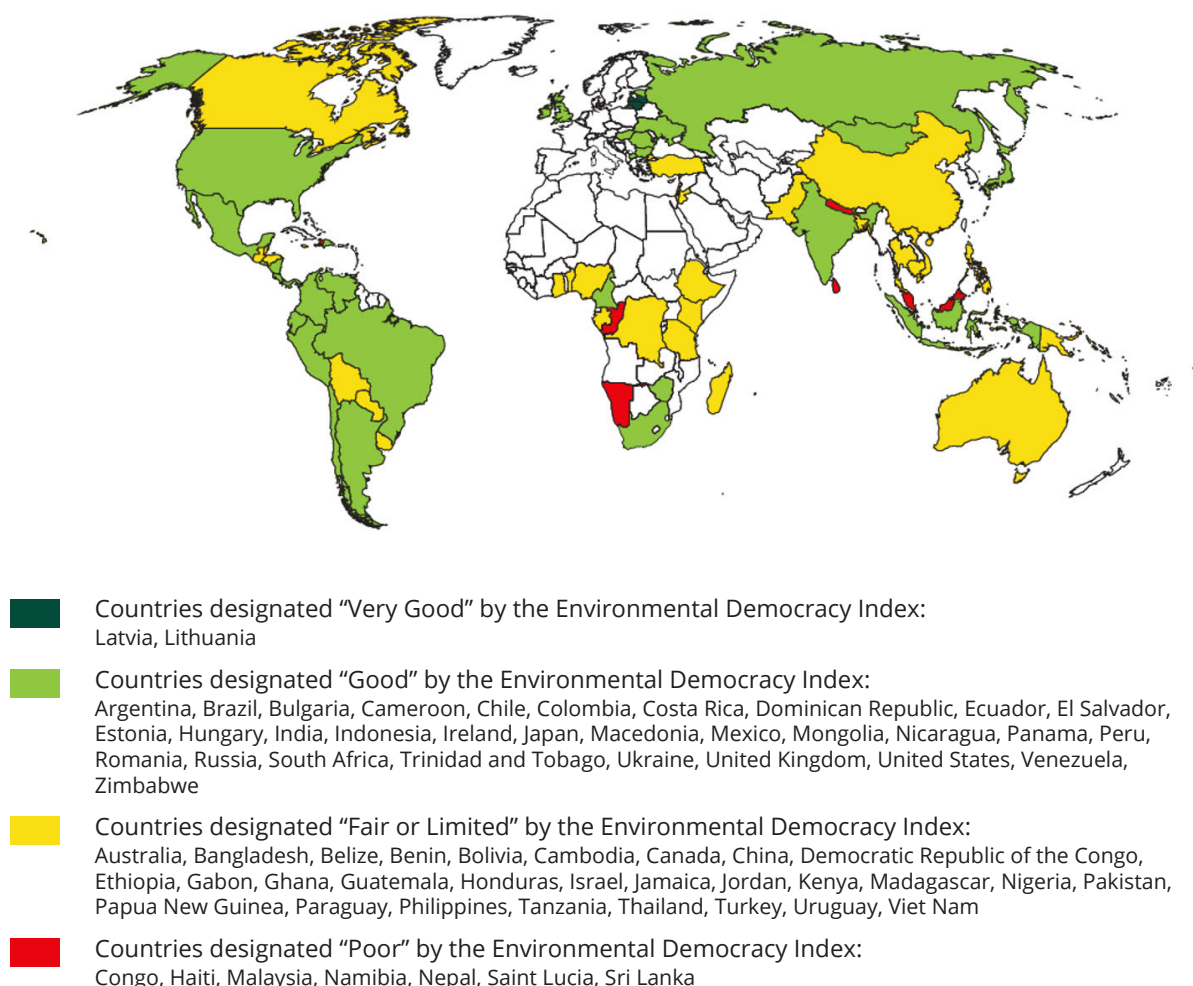 Countries designated “Very Good” by the Environmental Democracy Index:
Latvia, Lithuania
Countries designated “Good” by the Environmental Democracy Index:
Argentina, Brazil, Bulgaria, Cameroon, Chile, Colombia, Costa Rica, Dominican Republic, Ecuador, El Salvador,
Estonia, Hungary, India, Indonesia, Ireland, Japan, Macedonia, Mexico, Mongolia, Nicaragua, Panama, Peru,
Romania, Russia, South Africa, Trinidad and Tobago, Ukraine, United Kingdom, United States, Venezuela,
Zimbabwe
Countries designated “Fair or Limited” by the Environmental Democracy Index:
Australia, Bangladesh, Belize, Benin, Bolivia, Cambodia, Canada, China, Democratic Republic of the Congo,
Ethiopia, Gabon, Ghana, Guatemala, Honduras, Israel, Jamaica, Jordan, Kenya, Madagascar, Nigeria, Pakistan,
Papua New Guinea, Paraguay, Philippines, Tanzania, Thailand, Turkey, Uruguay, Viet Nam
Countries designated “Poor” by the Environmental Democracy Index:
Congo, Haiti, Malaysia, Namibia, Nepal, Saint Lucia, Sri Lanka